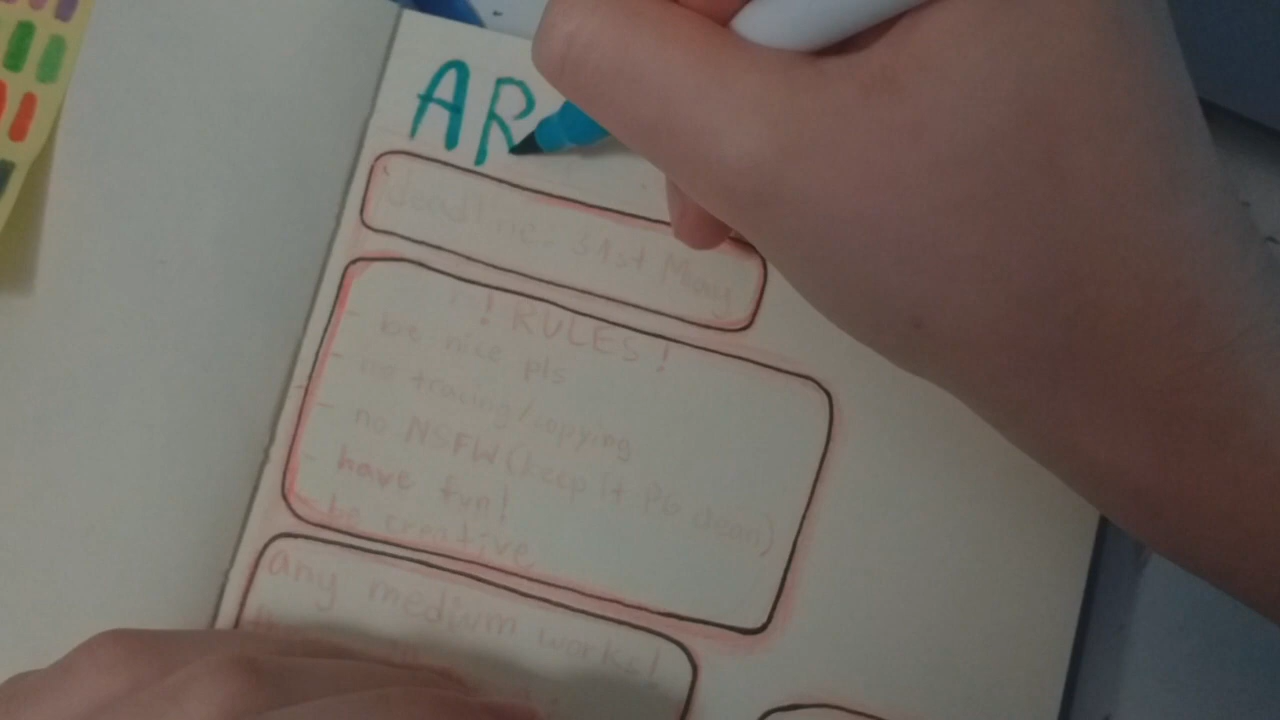 AR
deadline: 31st May
! RULES !
- be nice pls
- no tracing/copying
- no NSFW (keep it PG clean)
- have fun!
- be creative
any medium works!